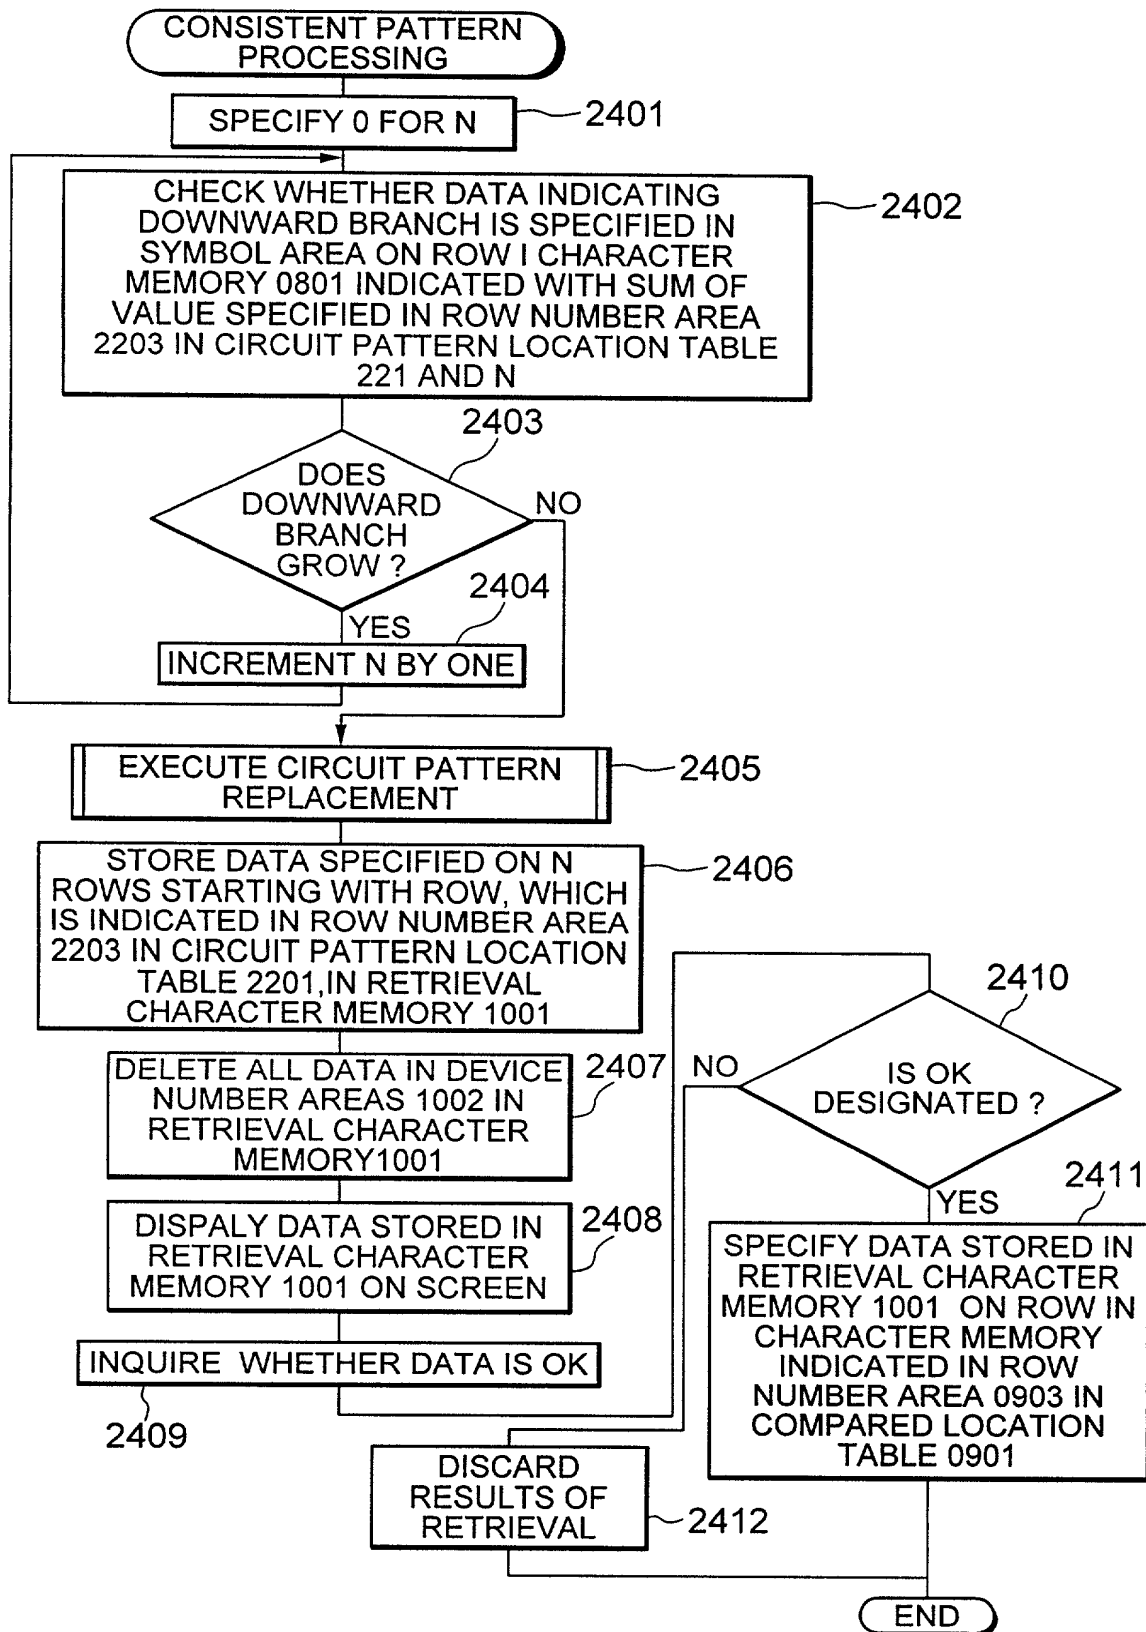 CONSISTENT PATTERN
PROCESSING
SPECIFY 0 FOR N
2401
CHECK WHETHER DATA INDICATING
DOWNWARD BRANCH IS SPECIFIED IN
SYMBOL AREA ON ROW I CHARACTER
MEMORY 0801 INDICATED WITH SUM OF
VALUE SPECIFIED IN ROW NUMBER AREA
2203 IN CIRCUIT PATTERN LOCATION TABLE
221 AND N
2402
2403
DOES
DOWNWARD
BRANCH
GROW ?
NO
YES
2404
INCREMENT N BY ONE
EXECUTE CIRCUIT PATTERN
REPLACEMENT
2405
STORE DATA SPECIFIED ON N
ROWS STARTING WITH ROW, WHICH
IS INDICATED IN ROW NUMBER AREA
2203 IN CIRCUIT PATTERN LOCATION
TABLE 2201,IN RETRIEVAL
CHARACTER MEMORY 1001
2406
DELETE ALL DATA IN DEVICE
NUMBER AREAS 1002 IN
RETRIEVAL CHARACTER
MEMORY1001
2407
DISPALY DATA STORED IN
RETRIEVAL CHARACTER
MEMORY 1001 ON SCREEN
2408
INQUIRE WHETHER DATA IS OK
2409
2410
IS OK
DESIGNATED ?
NO
YES
2411
SPECIFY DATA STORED IN
RETRIEVAL CHARACTER
MEMORY 1001 ON ROW IN
CHARACTER MEMORY
INDICATED IN ROW
NUMBER AREA 0903 IN
COMPARED LOCATION
TABLE 0901
DISCARD
RESULTS OF
RETRIEVAL
2412
END